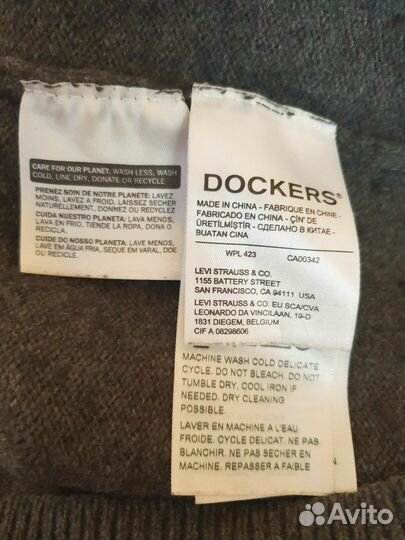 CARE FOR OUR PLANET: WASH LESS, WASH
COLD, LINE DRY, DONATE OR RECYCLE
PRENEZ SOIN DE NOTRE PLANETE: LAVEZ
MOINS, LAVEZ A FROID, LAISSEZ SECHER
NATURELLEMENT, DONNEZ OU RECYCLEZ
CUIDA NUESTRO PLANETA: LAVA MENOS,
LAVA EN FRIO, TIENDE LA ROPA, DONA O
RECICLA
CUIDE DO NOSSO PLANETA: LAVE MENOS,
LAVE EM ÁGUA FRIA, SEQUE EM VARAL, DOE
OU RECICLE
DOCKERS®
MADE IN CHINA - FABRIQUE EN CHINE -
FABRICADO EN CHINA - ÇIN' DE
ÜRETİLMİŞTİR - СДЕЛАНО В КИТАЕ -
BUATAN CINA
WPL 423 CA00342
LEVI STRAUSS & CO.
1155 BATTERY STREET
SAN FRANCISCO, CA 94111 USA
LEVI STRAUSS & CO. EU SCA/CVA
LEONARDO DA VINCILAAN, 19-D
1831 DIEGEM, BELGIUM
CIF A 08298606
MACHINE WASH COLD DELICATE
CYCLE. DO NOT BLEACH. DO NOT
TUMBLE DRY. COOL IRON IF
NEEDED. DRY CLEANING
POSSIBLE.
LAVER EN MACHINE A L'EAU
FROIDE, CYCLE DELICAT. NE PAS
BLANCHIR. NE PAS SECHER EN
MACHINE. REPASSER A FAIBLE
Avito